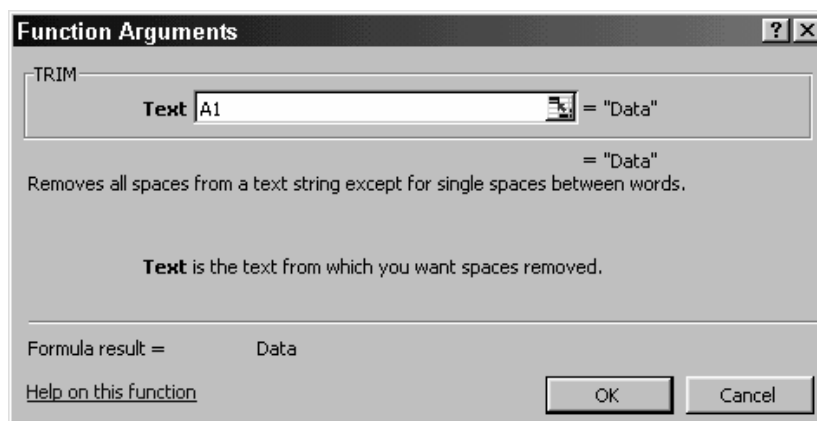 Function Arguments
TRIM
Text A1 = "Data"
= "Data"
Removes all spaces from a text string except for single spaces between words.
Text is the text from which you want spaces removed.
Formula result = Data
Help on this function OK Cancel